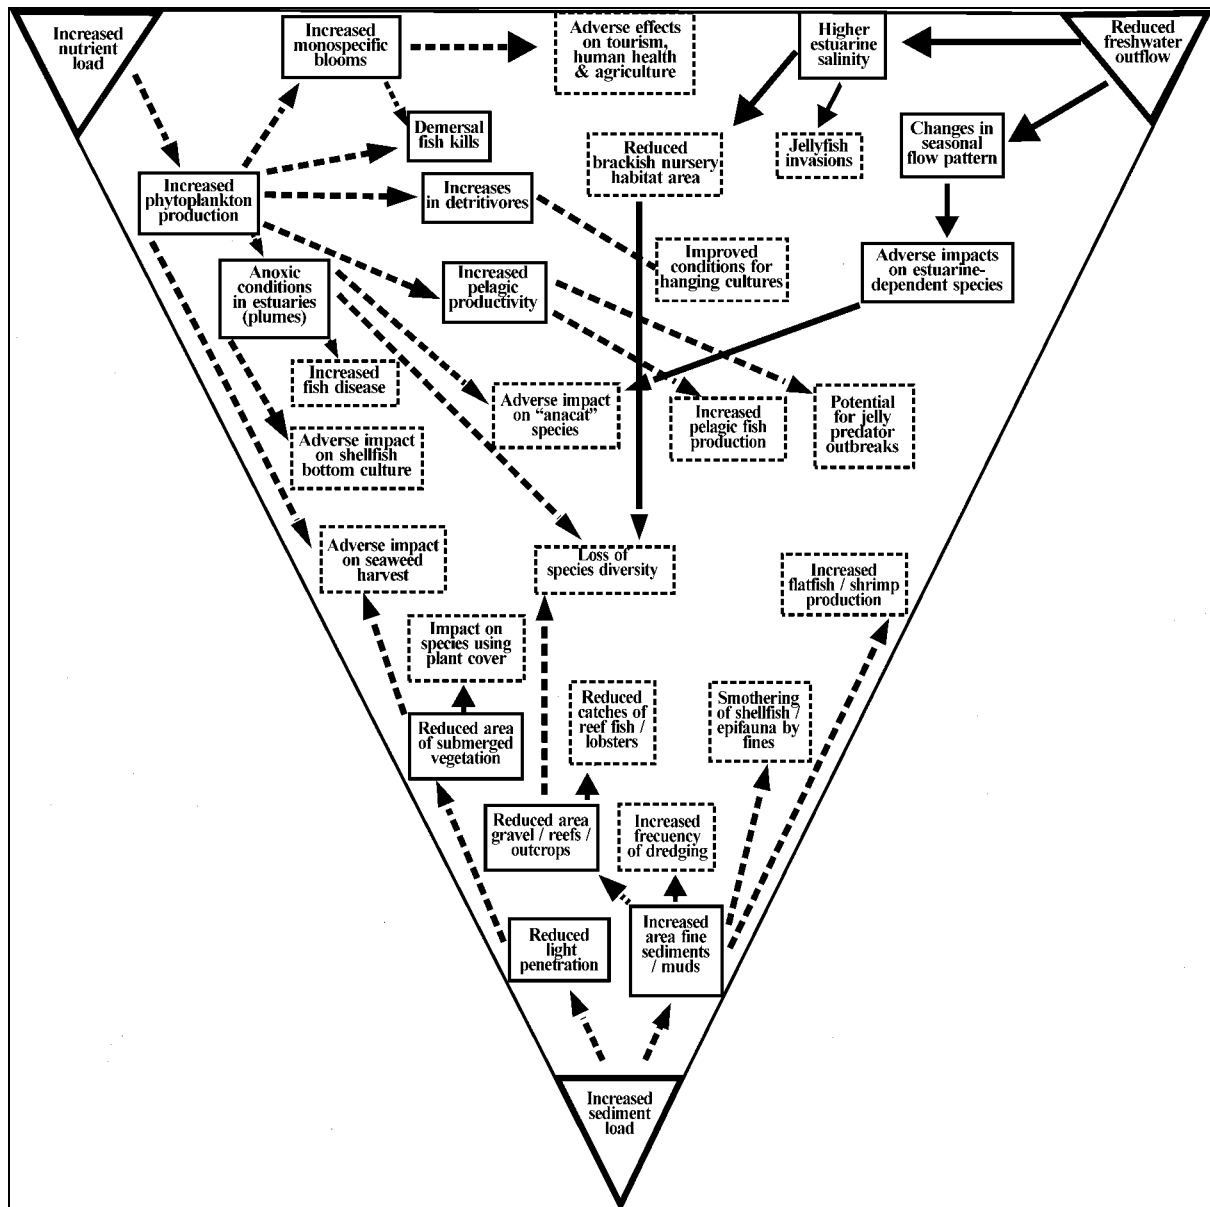 Increased
nutrient
load
Increased
monospecific
blooms
Adverse effects
on tourism,
human health
& agriculture
Higher
estuarine
salinity
Reduced
freshwater
outflow
Demersal
fish kills
Reduced
brackish nursery
habitat area
Jellyfish
invasions
Changes in
seasonal
flow pattern
Increased
phytoplankton
production
Increases
in detritivores
Anoxic
conditions
in estuaries
(plumes)
Increased
pelagic
productivity
Improved
conditions for
hanging cultures
Adverse impacts
on estuarine-
dependent species
Increased
fish disease
Adverse impact
on “anacat”
species
Increased
pelagic fish
production
Potential
for jelly
predator
outbreaks
Adverse impact
on shellfish
bottom culture
Adverse impact
on seaweed
harvest
Loss of
species diversity
Increased
flatfish / shrimp
production
Impact on
species using
plant cover
Reduced
catches of
reef fish /
lobsters
Smothering
of shellfish /
epifauna by
fines
Reduced area
of submerged
vegetation
Reduced area
gravel / reefs /
outcrops
Increased
frecuency
of dredging
Reduced
light
penetration
Increased
area fine
sediments
/ muds
Increased
sediment
load